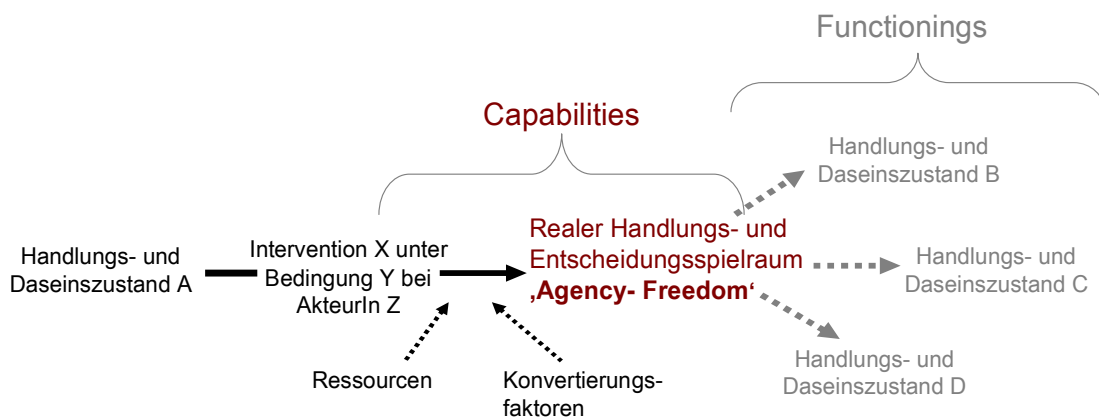 Functionings
Capabilities
Handlungs- und
Daseinszustand B
Handlungs- und
Daseinszustand A
Intervention X unter
Bedingung Y bei
AkteurIn Z
Realer Handlungs- und
Entscheidungsspielraum
‚Agency- Freedom‘
Handlungs- und
Daseinszustand C
Ressourcen
Konvertierungs-
faktoren
Handlungs- und
Daseinszustand D